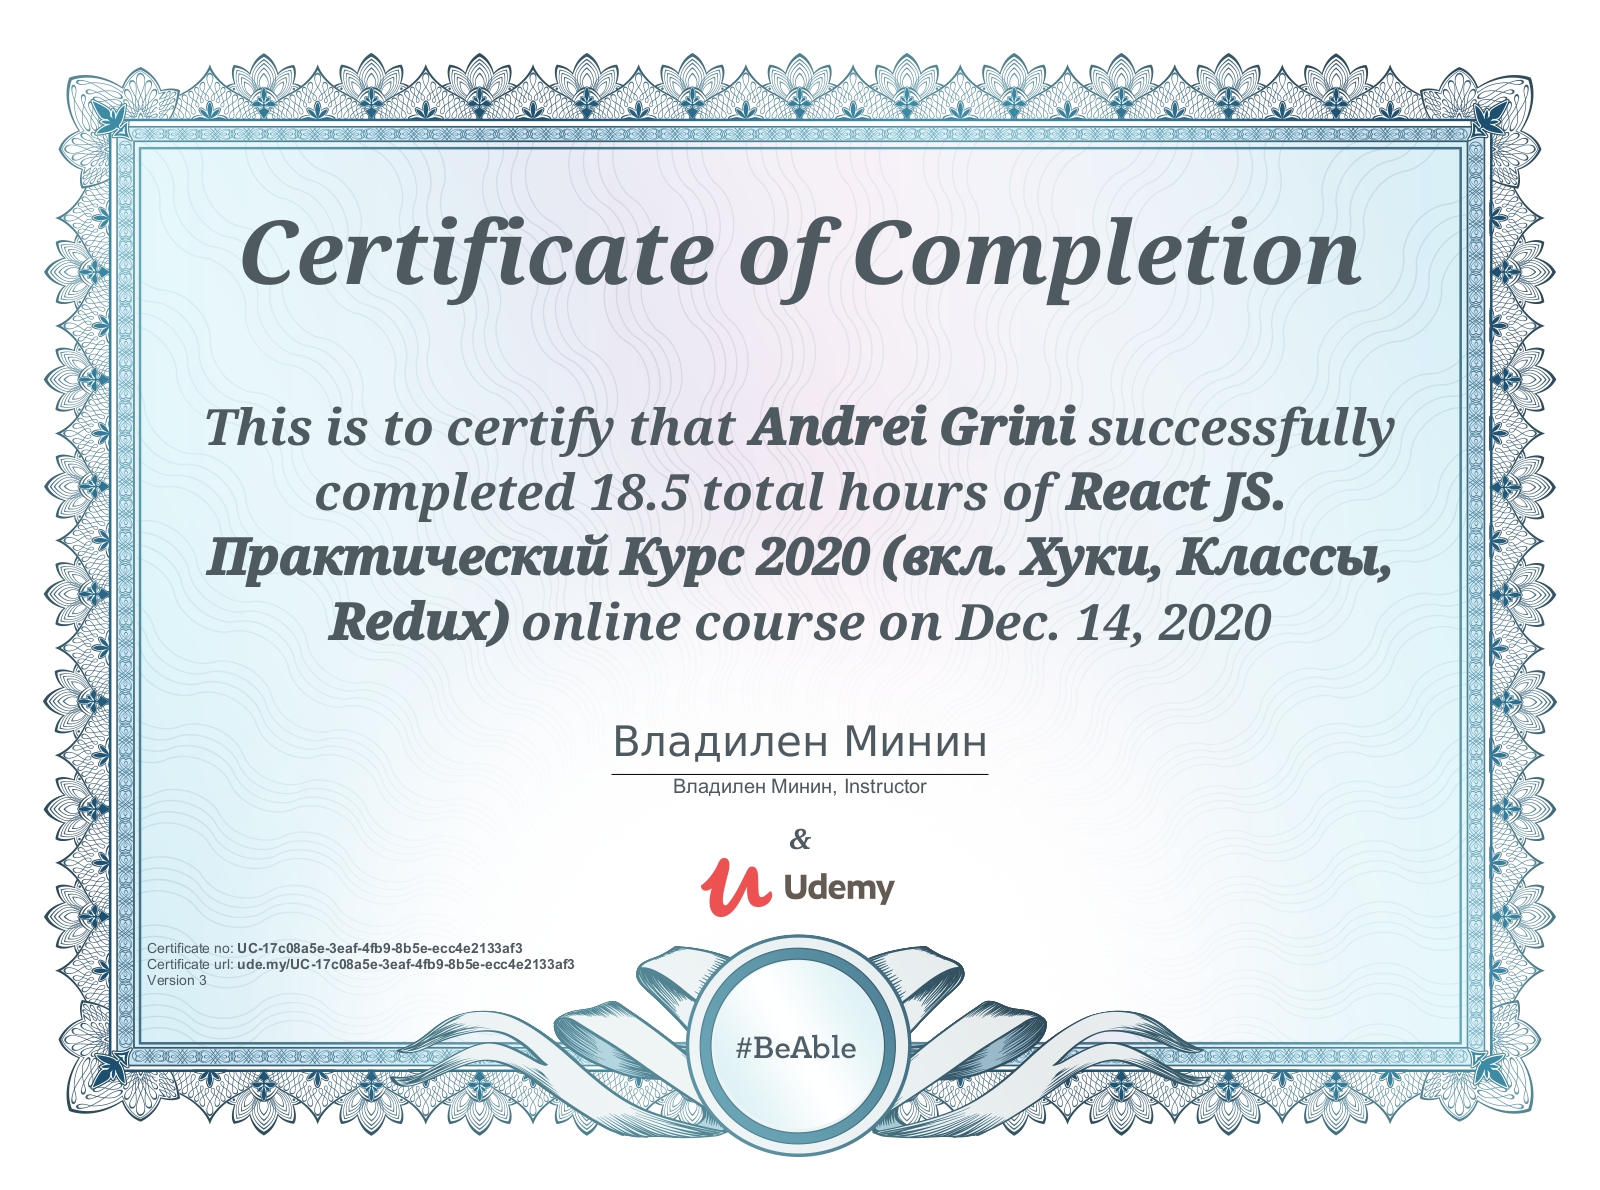 Certificate of Completion
This is to certify that Andrei Grini successfully
completed 18.5 total hours of React JS.
Практический Курс 2020 (вкл. Хуки, Классы,
Redux) online course on Dec. 14, 2020
Владилен Минин
Владилен Минин, Instructor
&
Udemy
Certificate no: UC-17c08a5e-3eaf-4fb9-8b5e-ecc4e2133af3
Certificate url: ude.my/UC-17c08a5e-3eaf-4fb9-8b5e-ecc4e2133af3
Version 3
#BeAble